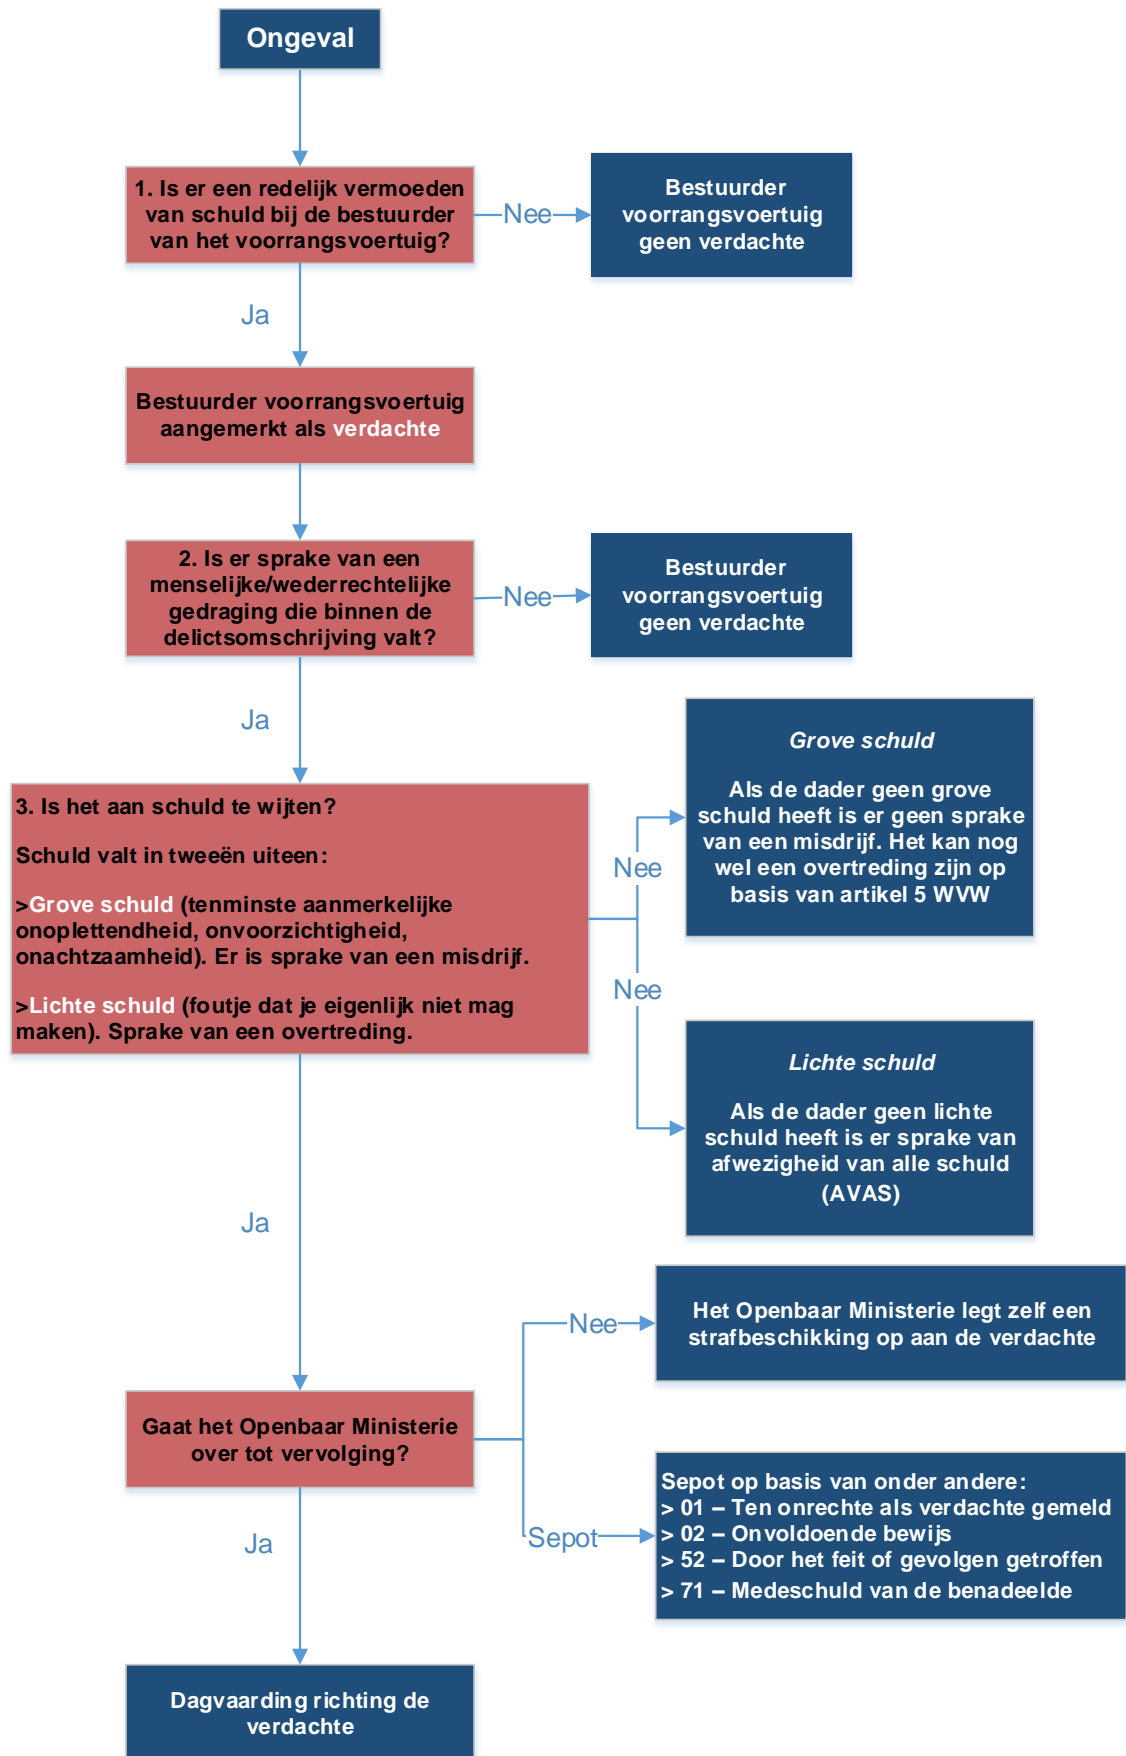 Ongeval
1. Is er een redelijk vermoeden
van schuld bij de bestuurder
van het voorrangsvoertuig?
Nee
Bestuurder
voorrangsvoertuig
geen verdachte
Ja
Bestuurder voorrangsvoertuig
aangemerkt als verdachte
2. Is er sprake van een
menselijke/wederrechtelijke
gedraging die binnen de
delictsomschrijving valt?
Nee
Bestuurder
voorrangsvoertuig
geen verdachte
Ja
3. Is het aan schuld te wijten?
Schuld valt in tweeën uiteen:
>Grove schuld (tenminste aanmerkelijke
onoplettendheid, onvoorzichtigheid,
onachtzaamheid). Er is sprake van een misdrijf.
>Lichte schuld (foutje dat je eigenlijk niet mag
maken). Sprake van een overtreding.
Nee
Grove schuld
Als de dader geen grove
schuld heeft is er geen sprake
van een misdrijf. Het kan nog
wel een overtreding zijn op
basis van artikel 5 WVW
Nee
Lichte schuld
Als de dader geen lichte
schuld heeft is er sprake van
afwezigheid van alle schuld
(AVAS)
Ja
Gaat het Openbaar Ministerie
over tot vervolging?
Nee
Het Openbaar Ministerie legt zelf een
strafbeschikking op aan de verdachte
Sepot
Sepot op basis van onder andere:
> 01 – Ten onrechte als verdachte gemeld
> 02 – Onvoldoende bewijs
> 52 – Door het feit of gevolgen getroffen
> 71 – Medeschuld van de benadeelde
Ja
Dagvaarding richting de
verdachte